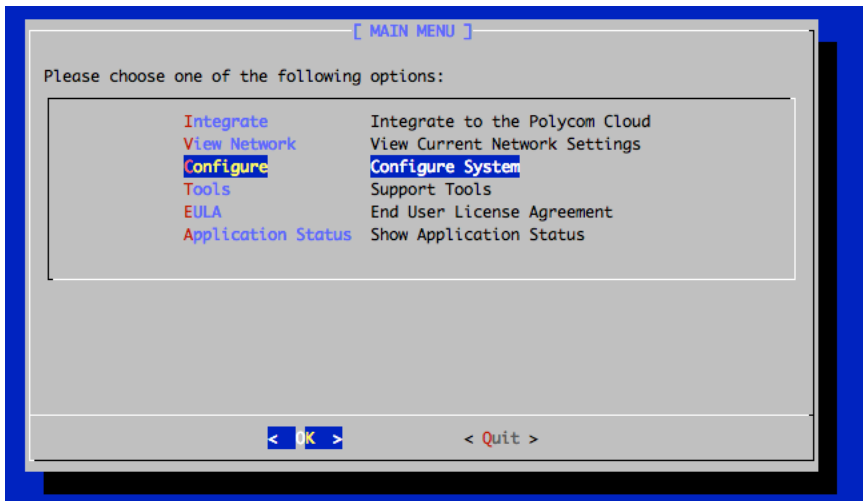 [ MAIN MENU ]
Please choose one of the following options:
Integrate Integrate to the Polycom Cloud
View Network View Current Network Settings
Configure Configure System
Tools Support Tools
EULA End User License Agreement
Application Status Show Application Status
< OK > < Quit >